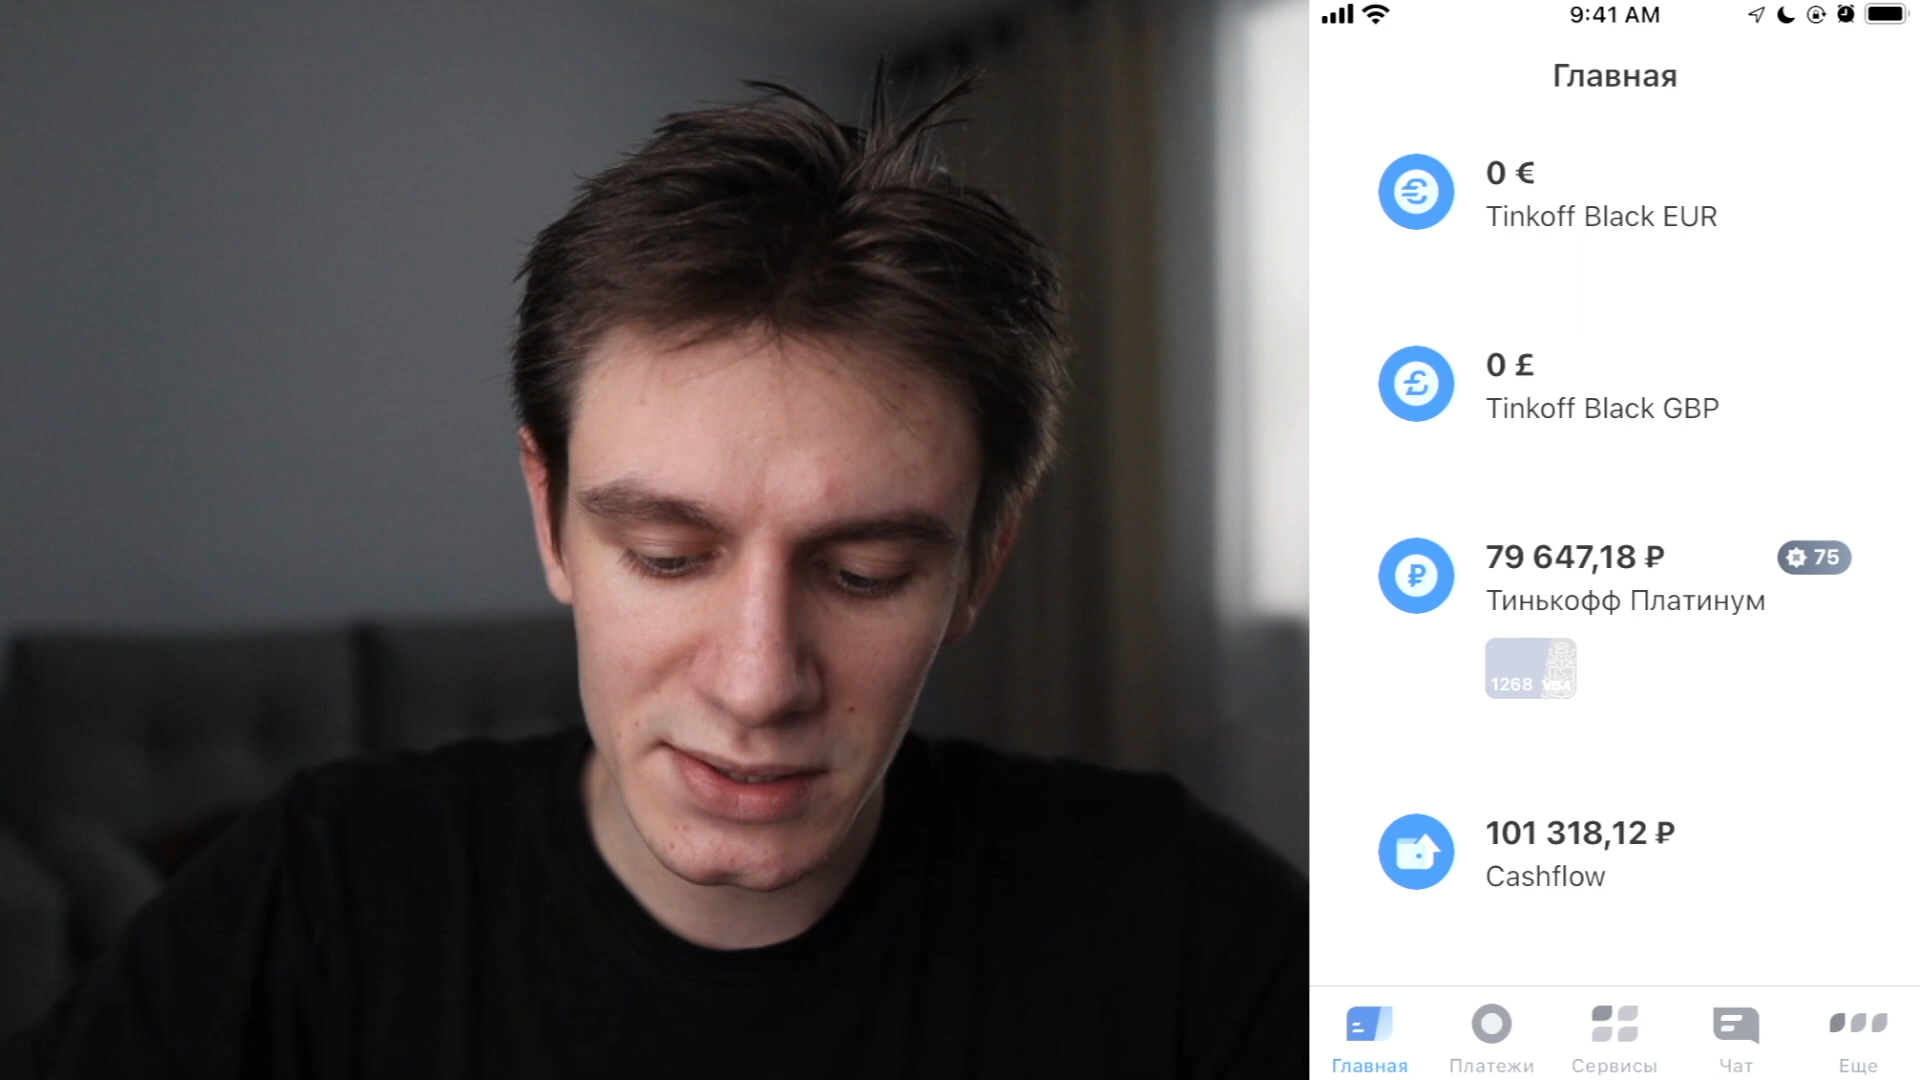 9:41 AM
Главная
0 €
Tinkoff Black EUR
0 £
Tinkoff Black GBP
79 647,18 ₽
75
Тинькофф Платинум
1268 VISA
101 318,12 ₽
Cashflow
Главная
Платежи
Сервисы
Чат
Еще